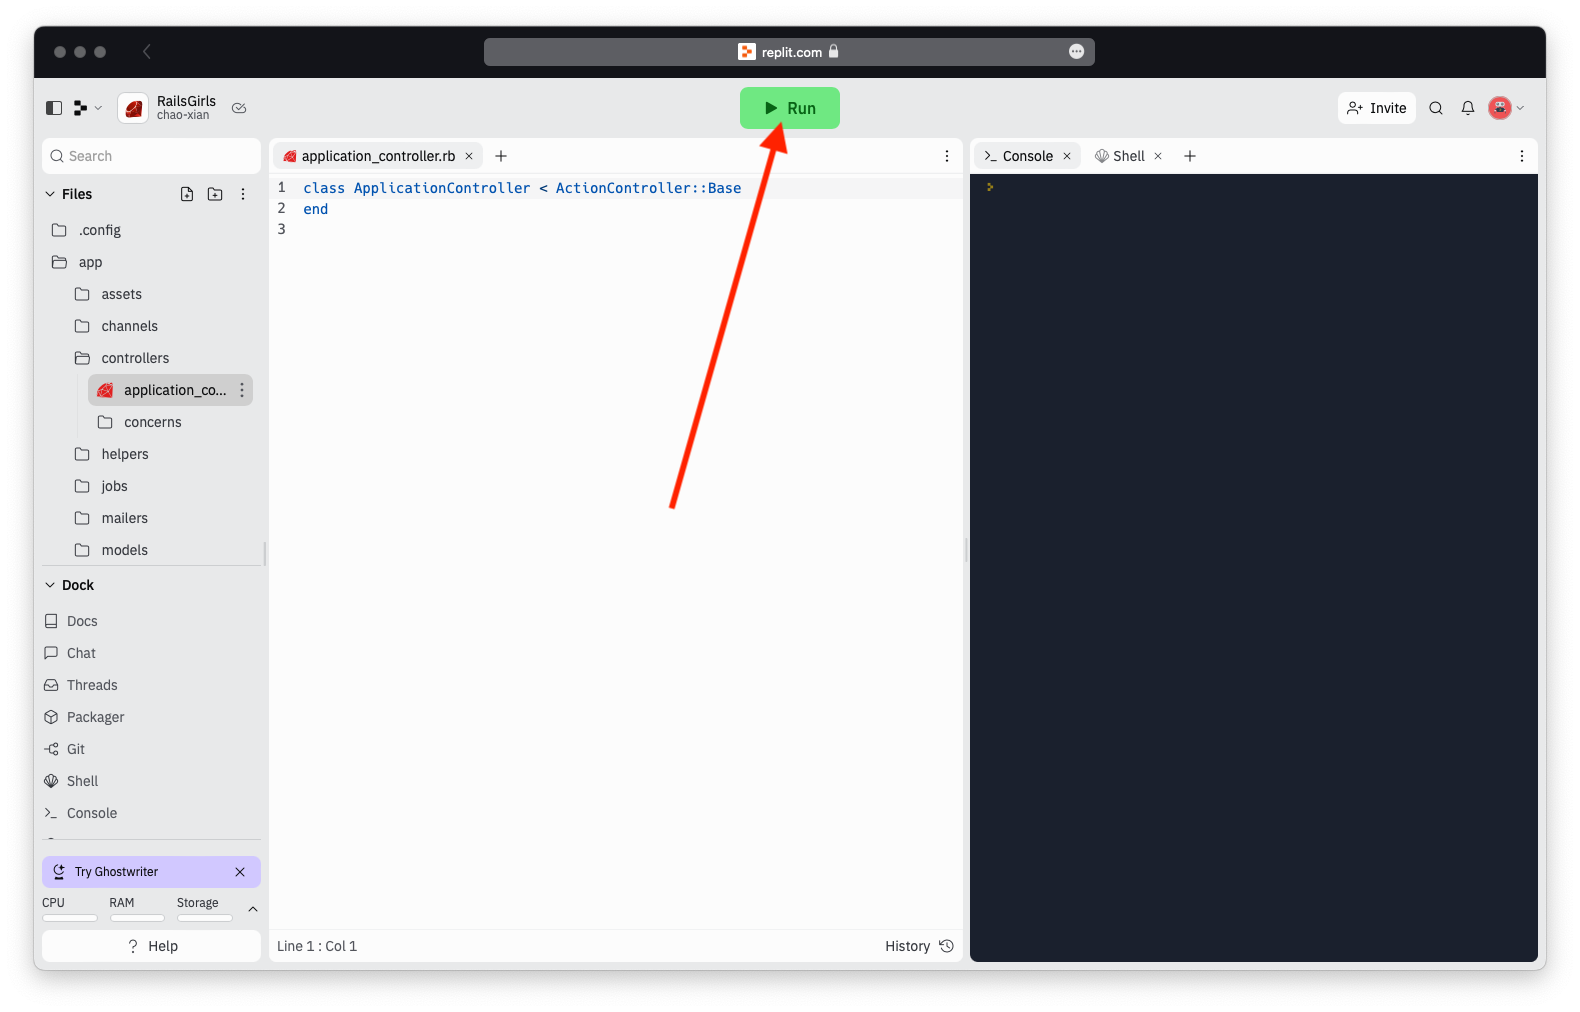 replit.com
RailsGirls
chao-xian
Run
Invite
Search
Files
.config
app
assets
channels
controllers
application_co...
concerns
helpers
jobs
mailers
models
Dock
Docs
Chat
Threads
Packager
Git
Shell
Console
Try Ghostwriter
CPU RAM Storage
? Help
application_controller.rb
1 class ApplicationController < ActionController::Base
2 end
3
Line 1 : Col 1
History
Console
Shell